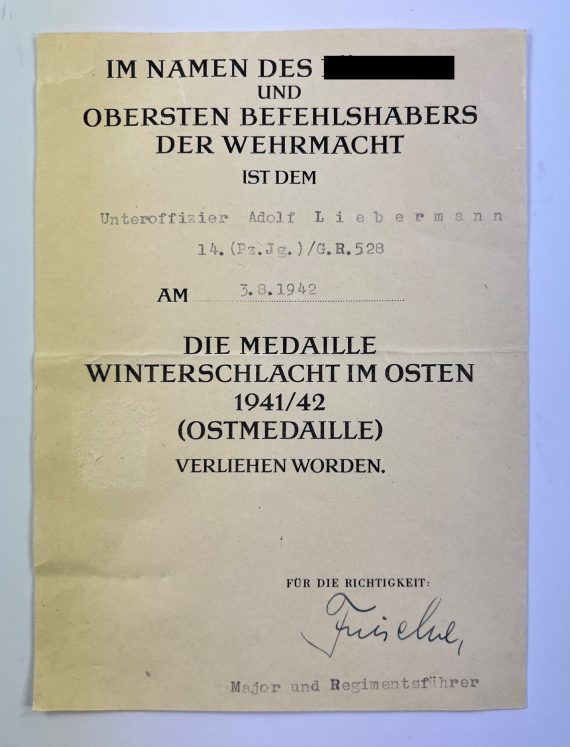 IM NAMEN DES
UND
OBERSTEN BEFEHLSHABERS
DER WEHRMACHT
IST DEM
Unteroffizier Adolf Liebermann
14.(Pz.Jg.)/G.R.528
AM 3.8.1942
DIE MEDAILLE
WINTERSCHLACHT IM OSTEN
1941/42
(OSTMEDAILLE)
VERLIEHEN WORDEN.
FÜR DIE RICHTIGKEIT:
Major und Regimentsführer